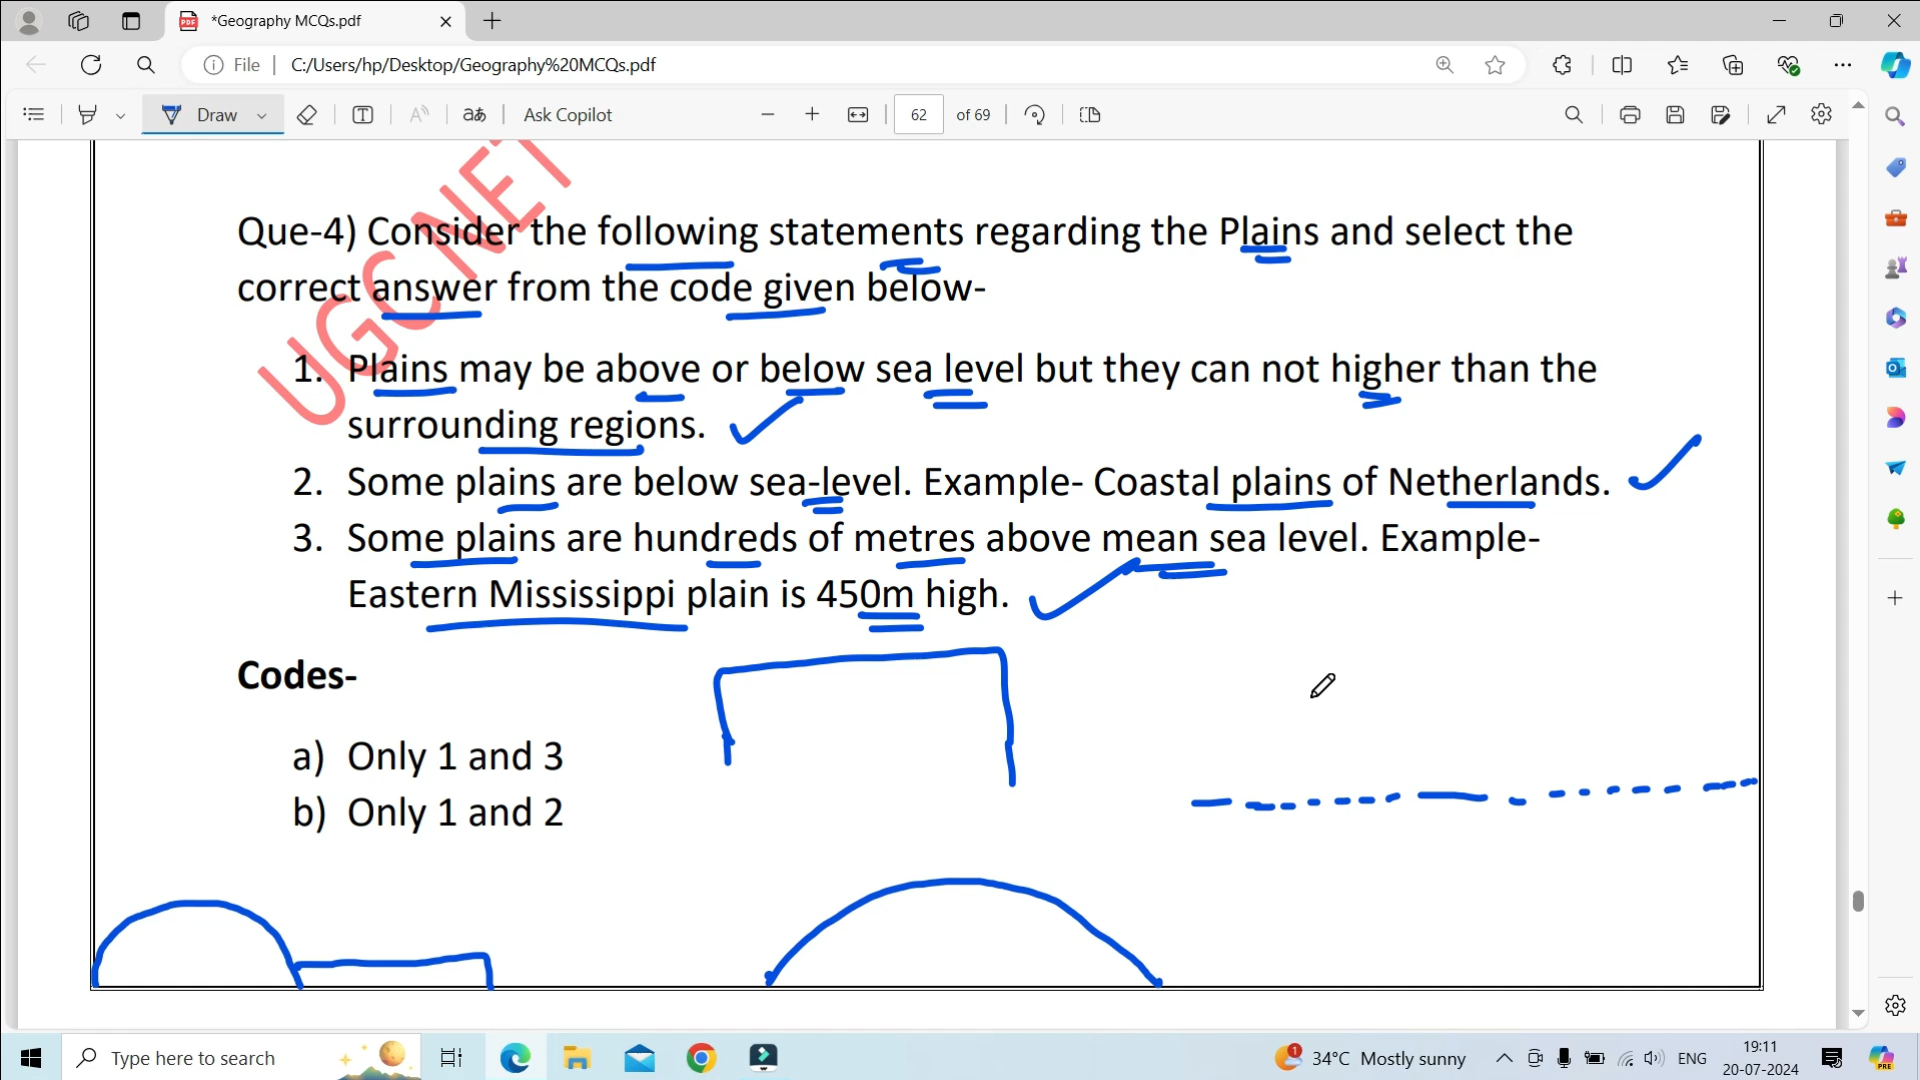 *Geography MCQs.pdf
File
C:/Users/hp/Desktop/Geography%20MCQs.pdf
Draw
Ask Copilot
62 of 69
UGC NET
Que-4) Consider the following statements regarding the Plains and select the
correct answer from the code given below-
1. Plains may be above or below sea level but they can not higher than the
surrounding regions.
2. Some plains are below sea-level. Example- Coastal plains of Netherlands.
3. Some plains are hundreds of metres above mean sea level. Example-
Eastern Mississippi plain is 450m high.
Codes-
a) Only 1 and 3
b) Only 1 and 2
Type here to search
1
34°C Mostly sunny
ENG
19:11
20-07-2024
PRE